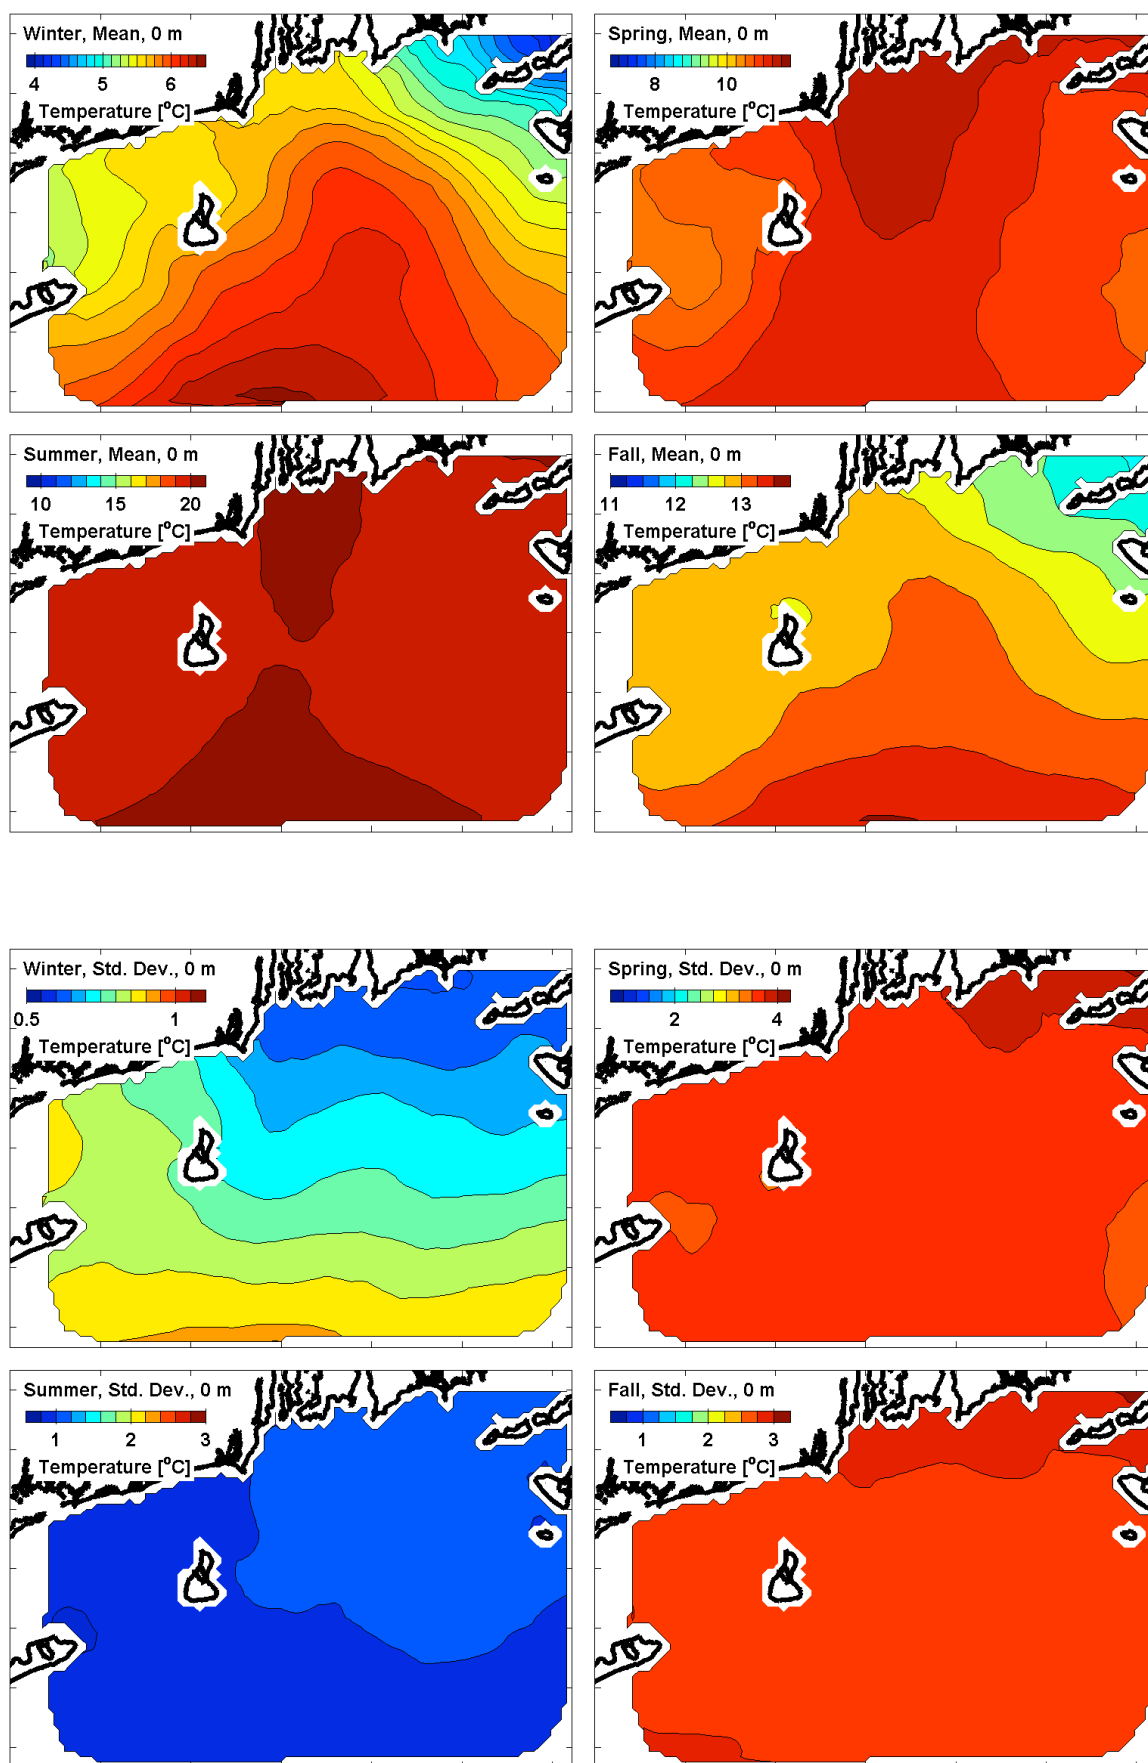 Winter, Mean, 0 m
4 5 6
Temperature [°C]
Spring, Mean, 0 m
8 10
Temperature [°C]
Summer, Mean, 0 m
10 15 20
Temperature [°C]
Fall, Mean, 0 m
11 12 13
Temperature [°C]
Winter, Std. Dev., 0 m
0.5 1
Temperature [°C]
Spring, Std. Dev., 0 m
2 4
Temperature [°C]
Summer, Std. Dev., 0 m
1 2 3
Temperature [°C]
Fall, Std. Dev., 0 m
1 2 3
Temperature [°C]